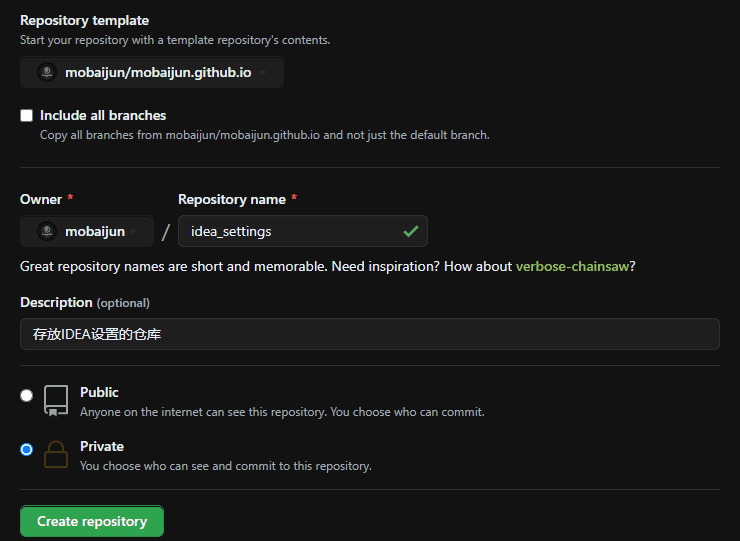 Repository template
Start your repository with a template repository's contents.
mobaijun/mobaijun.github.io
Include all branches
Copy all branches from mobaijun/mobaijun.github.io and not just the default branch.
Owner * Repository name *
mobaijun / idea_settings
Great repository names are short and memorable. Need inspiration? How about verbose-chainsaw?
Description (optional)
存放IDEA设置的仓库
Public
Anyone on the internet can see this repository. You choose who can commit.
Private
You choose who can see and commit to this repository.
Create repository